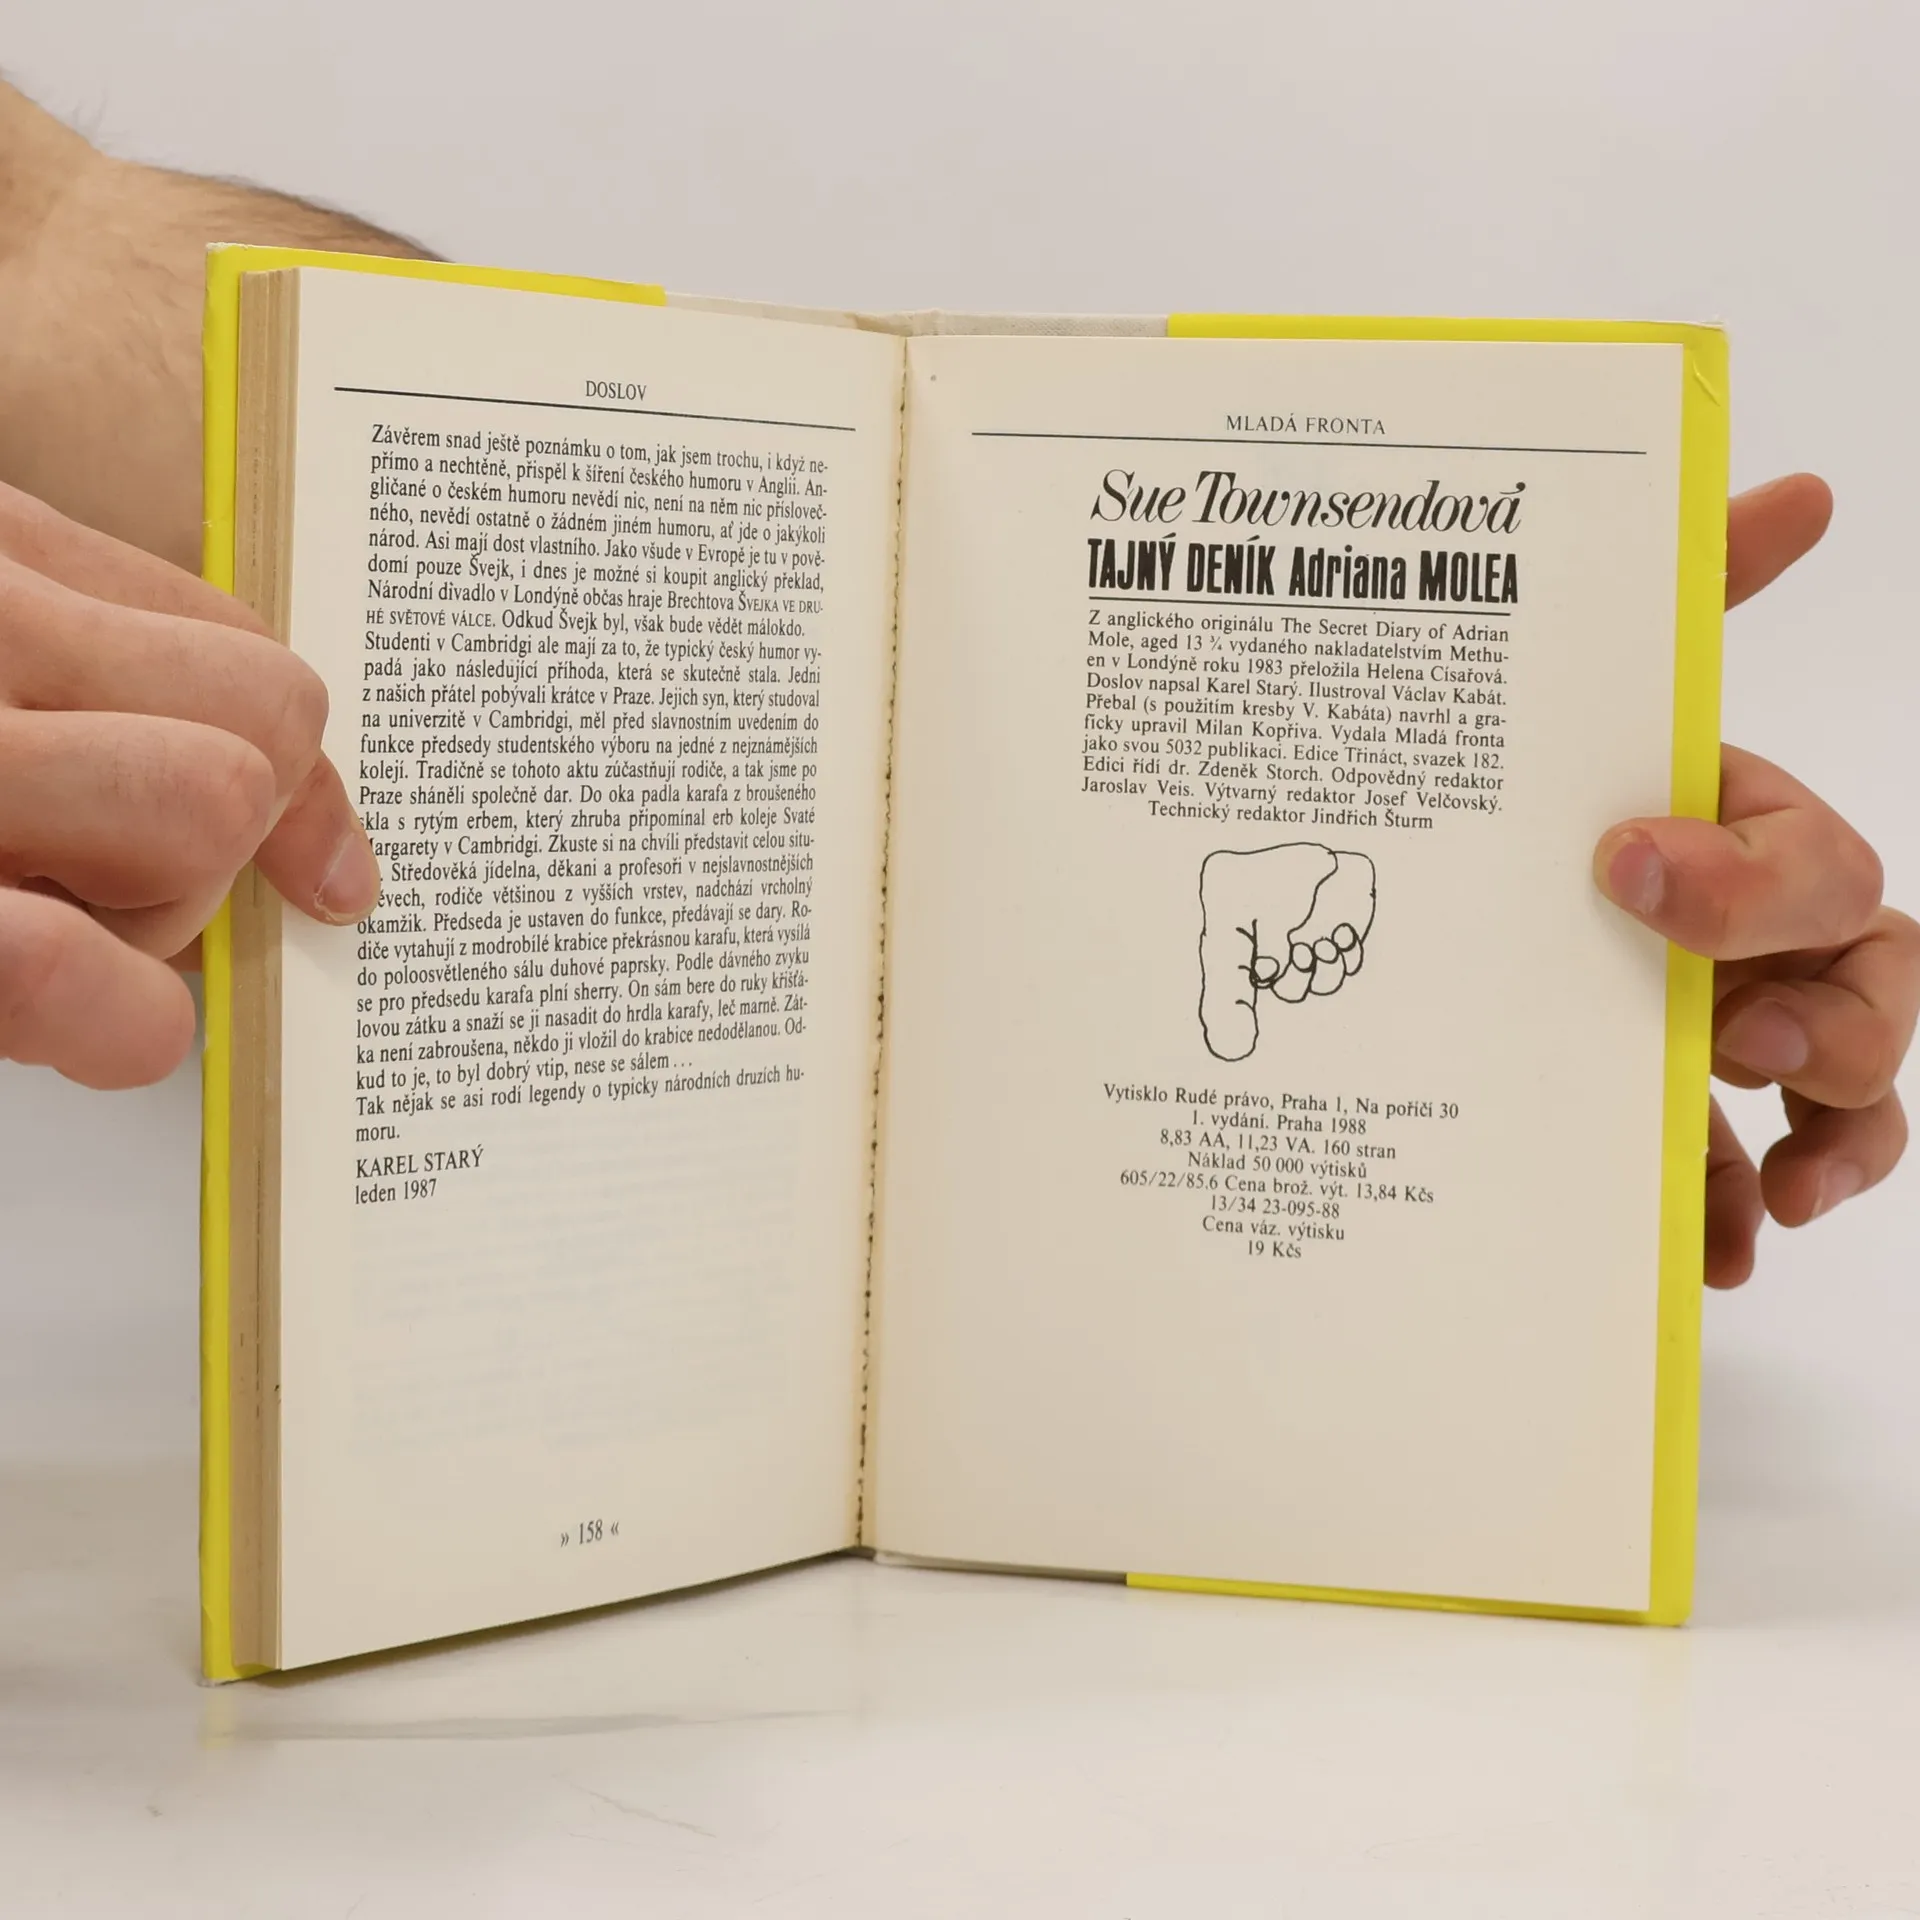 DOSLOV
Závěrem snad ještě poznámku o tom, jak jsem trochu, i když ne-
přímo a nechtěně, přispěl k šíření českého humoru v Anglii. An-
gličané o českém humoru nevědí nic, není na něm nic příslověč-
ného, nevědí ostatně o žádném jiném humoru, ať jde o jakýkoli
národ. Asi mají dost vlastního. Jako všude v Evropě je tu v pově-
domí pouze Švejk, i dnes je možné si koupit anglický překlad,
Národní divadlo v Londýně občas hraje Brechtova ŠVEJKA VE DRU-
HÉ SVĚTOVÉ VÁLCE. Odkud Švejk byl, však bude vědět málokdo.
Studenti v Cambridgi ale mají za to, že typický český humor vy-
padá jako následující příhoda, která se skutečně stala. Jedni
z našich přátel pobývali krátce v Praze. Jejich syn, který studoval
na univerzitě v Cambridgi, měl před slavnostním uvedením do
funkce předsedy studentského výboru na jedné z nejznámějších
kolejí. Tradičně se tohoto aktu zúčastňují rodiče, a tak jsme po
Praze sháněli společně dar. Do oka padla karafa z broušeného
skla s rytým erbem, který zhruba připomínal erb koleje Svaté
argarety v Cambridgi. Zkuste si na chvíli představit celou situ-
. Středověká jídelna, děkani a profesoři v nejslavnostnějších
ěvech, rodiče většinou z vyšších vrstev, nadchází vrcholný
okamžik. Předseda je ustaven do funkce, předávají se dary. Ro-
diče vytahují z modrobílé krabice překrásnou karafu, která vysílá
do poloosvětleného sálu duhové paprsky. Podle dávného zvyku
se pro předsedu karafa plní sherry. On sám bere do ruky křišťá-
lovou zátku a snaží se ji nasadit do hrdla karafy, leč marně. Zát-
ka není zabroušena, někdo ji vložil do krabice nedodělanou. Od-
kud to je, to byl dobrý vtip, nese se sálem ...
Tak nějak se asi rodí legendy o typicky národních druzích hu-
moru.
KAREL STARÝ
leden 1987
» 158 «
MLADÁ FRONTA
Sue Townsendová
TAJNÝ DENÍK Adriana MOLEA
Z anglického originálu The Secret Diary of Adrian
Mole, aged 13 ¾ vydaného nakladatelstvím Methu-
en v Londýně roku 1983 přeložila Helena Císařová.
Doslov napsal Karel Starý. Ilustroval Václav Kabát.
Přebal (s použitím kresby V. Kabáta) navrhl a gra-
ficky upravil Milan Kopřiva. Vydala Mladá fronta
jako svou 5032 publikaci. Edice Třináct, svazek 182.
Edici řídí dr. Zdeněk Storch. Odpovědný redaktor
Jaroslav Veis. Výtvarný redaktor Josef Velčovský.
Technický redaktor Jindřich Šturm
Vytisklo Rudé právo, Praha 1, Na poříčí 30
1. vydání. Praha 1988
8,83 AA, 11,23 VA. 160 stran
Náklad 50 000 výtisků
605/22/85.6 Cena brož. výt. 13,84 Kčs
13/34 23-095-88
Cena váz. výtisku
19 Kčs